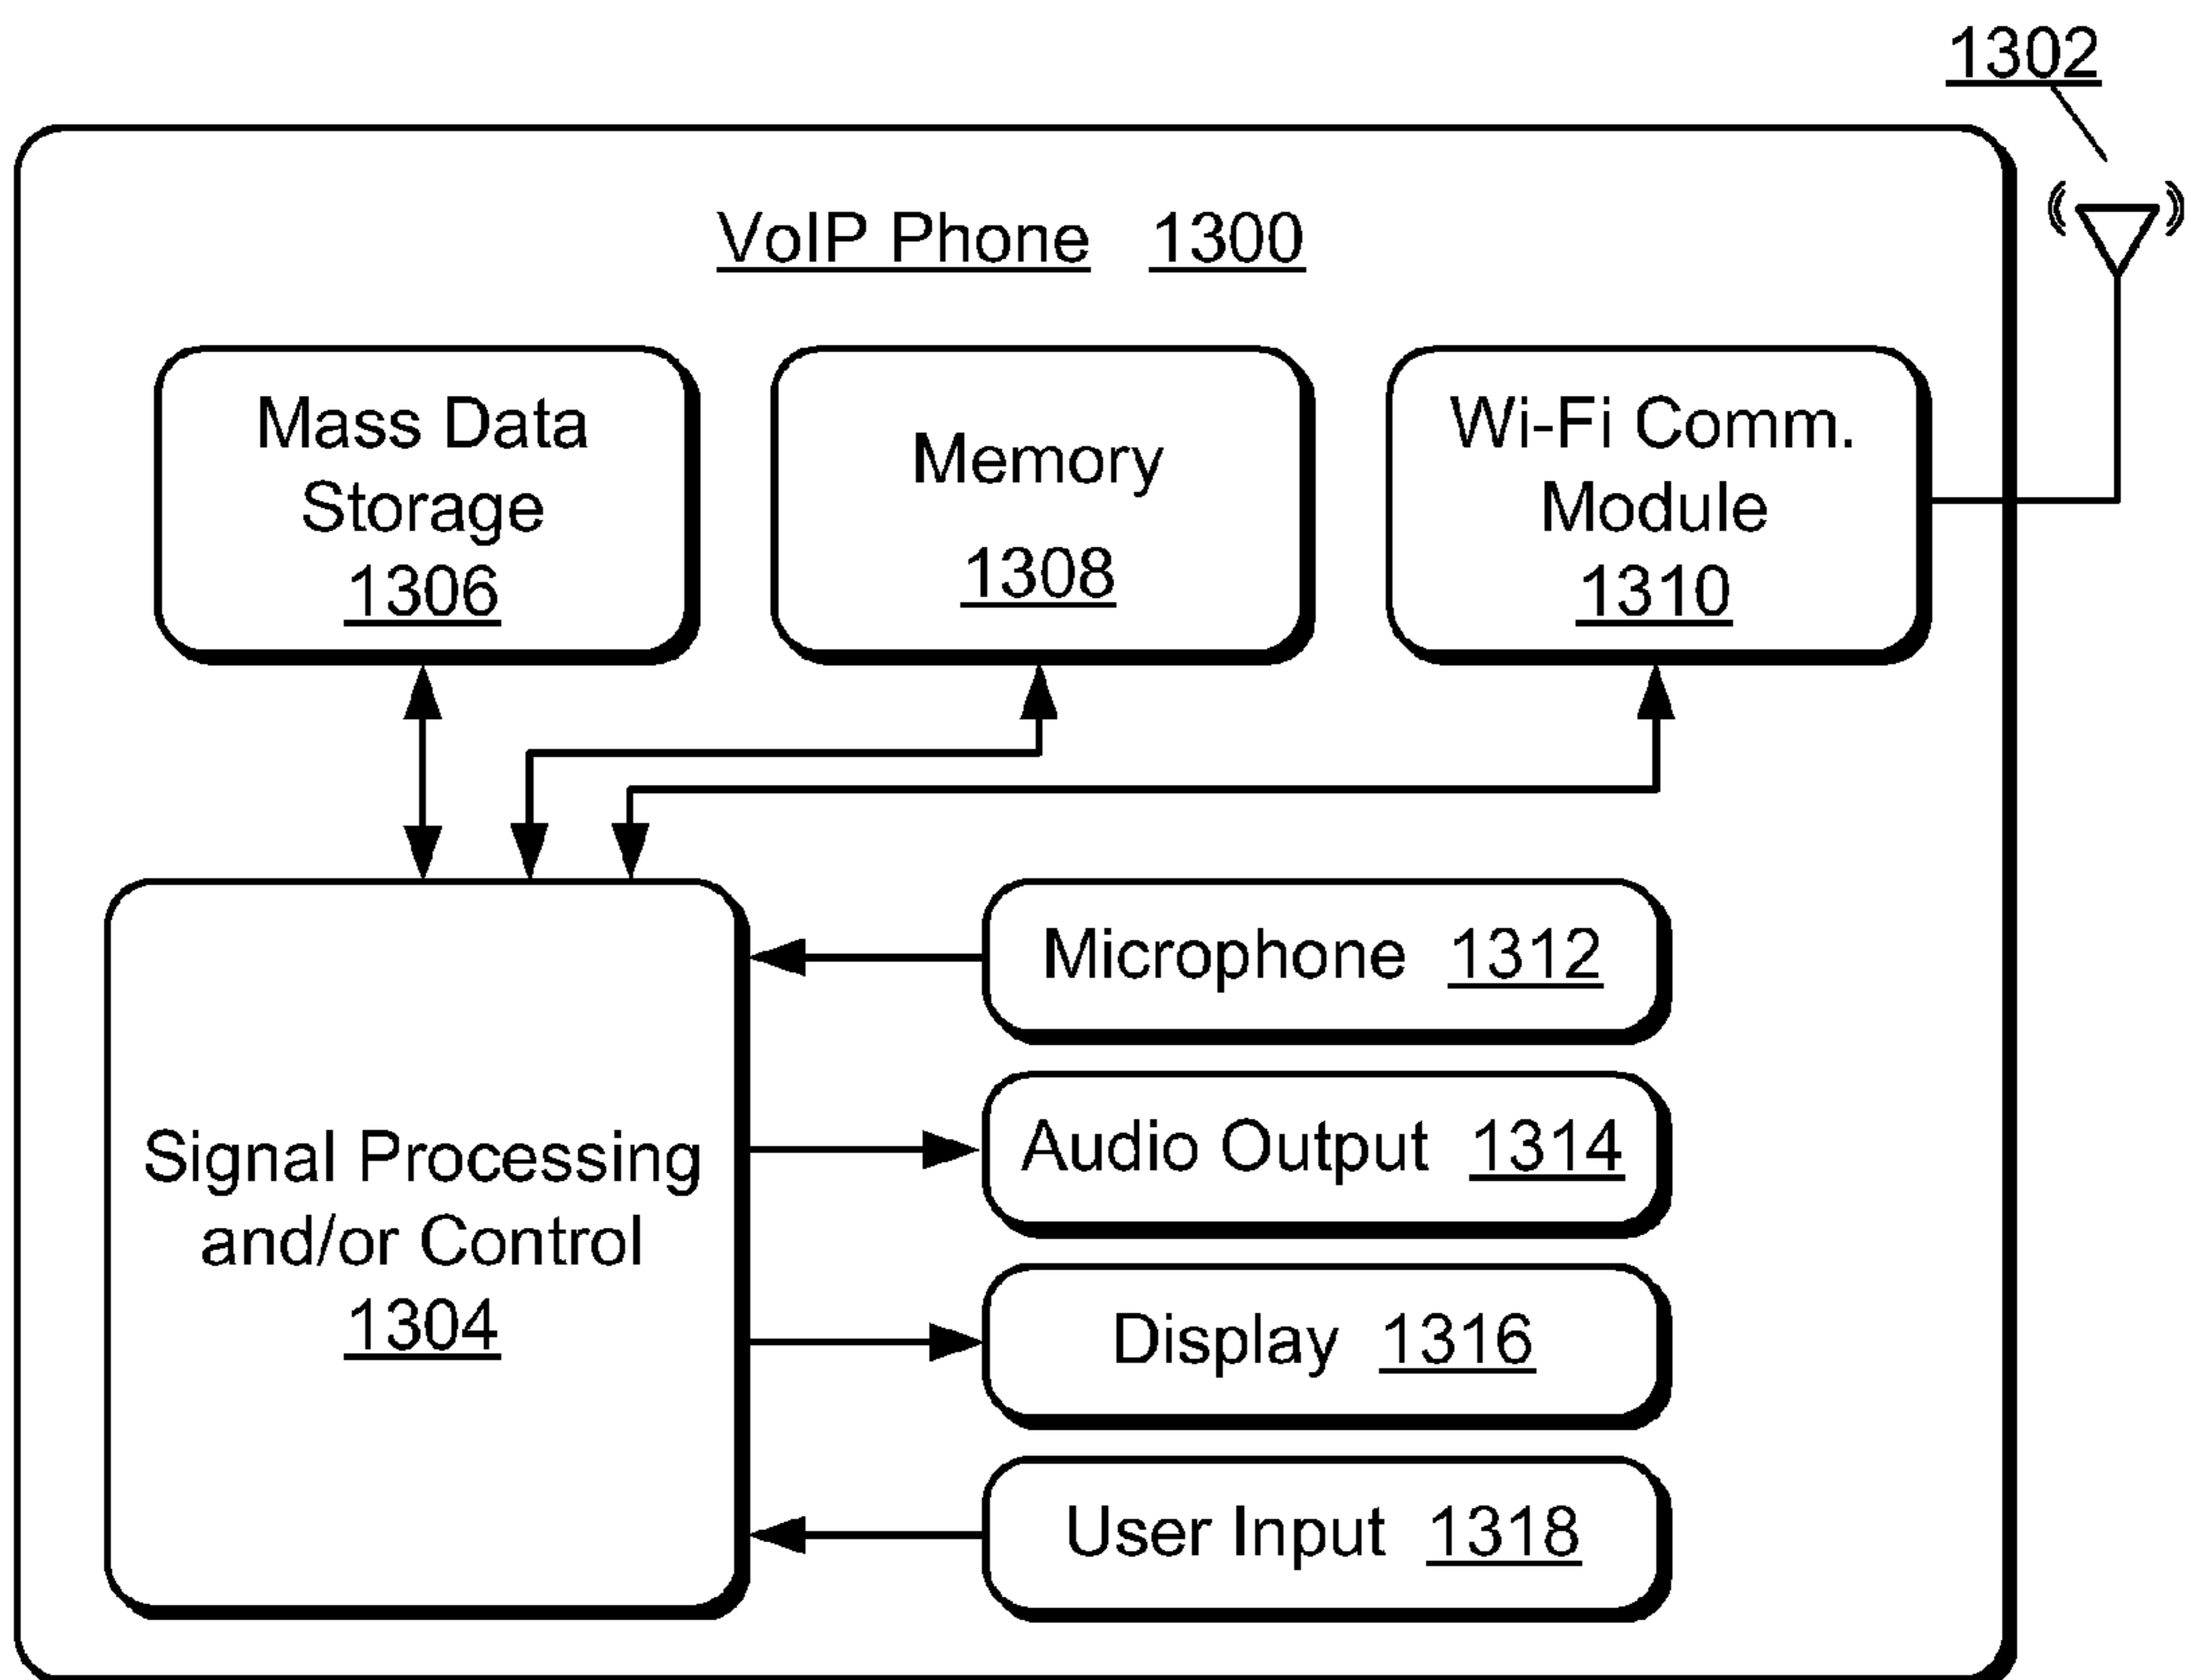 1302
VoIP Phone 1300
Mass Data
Storage
1306
Memory
1308
Wi-Fi Comm.
Module
1310
Signal Processing
and/or Control
1304
Microphone 1312
Audio Output 1314
Display 1316
User Input 1318